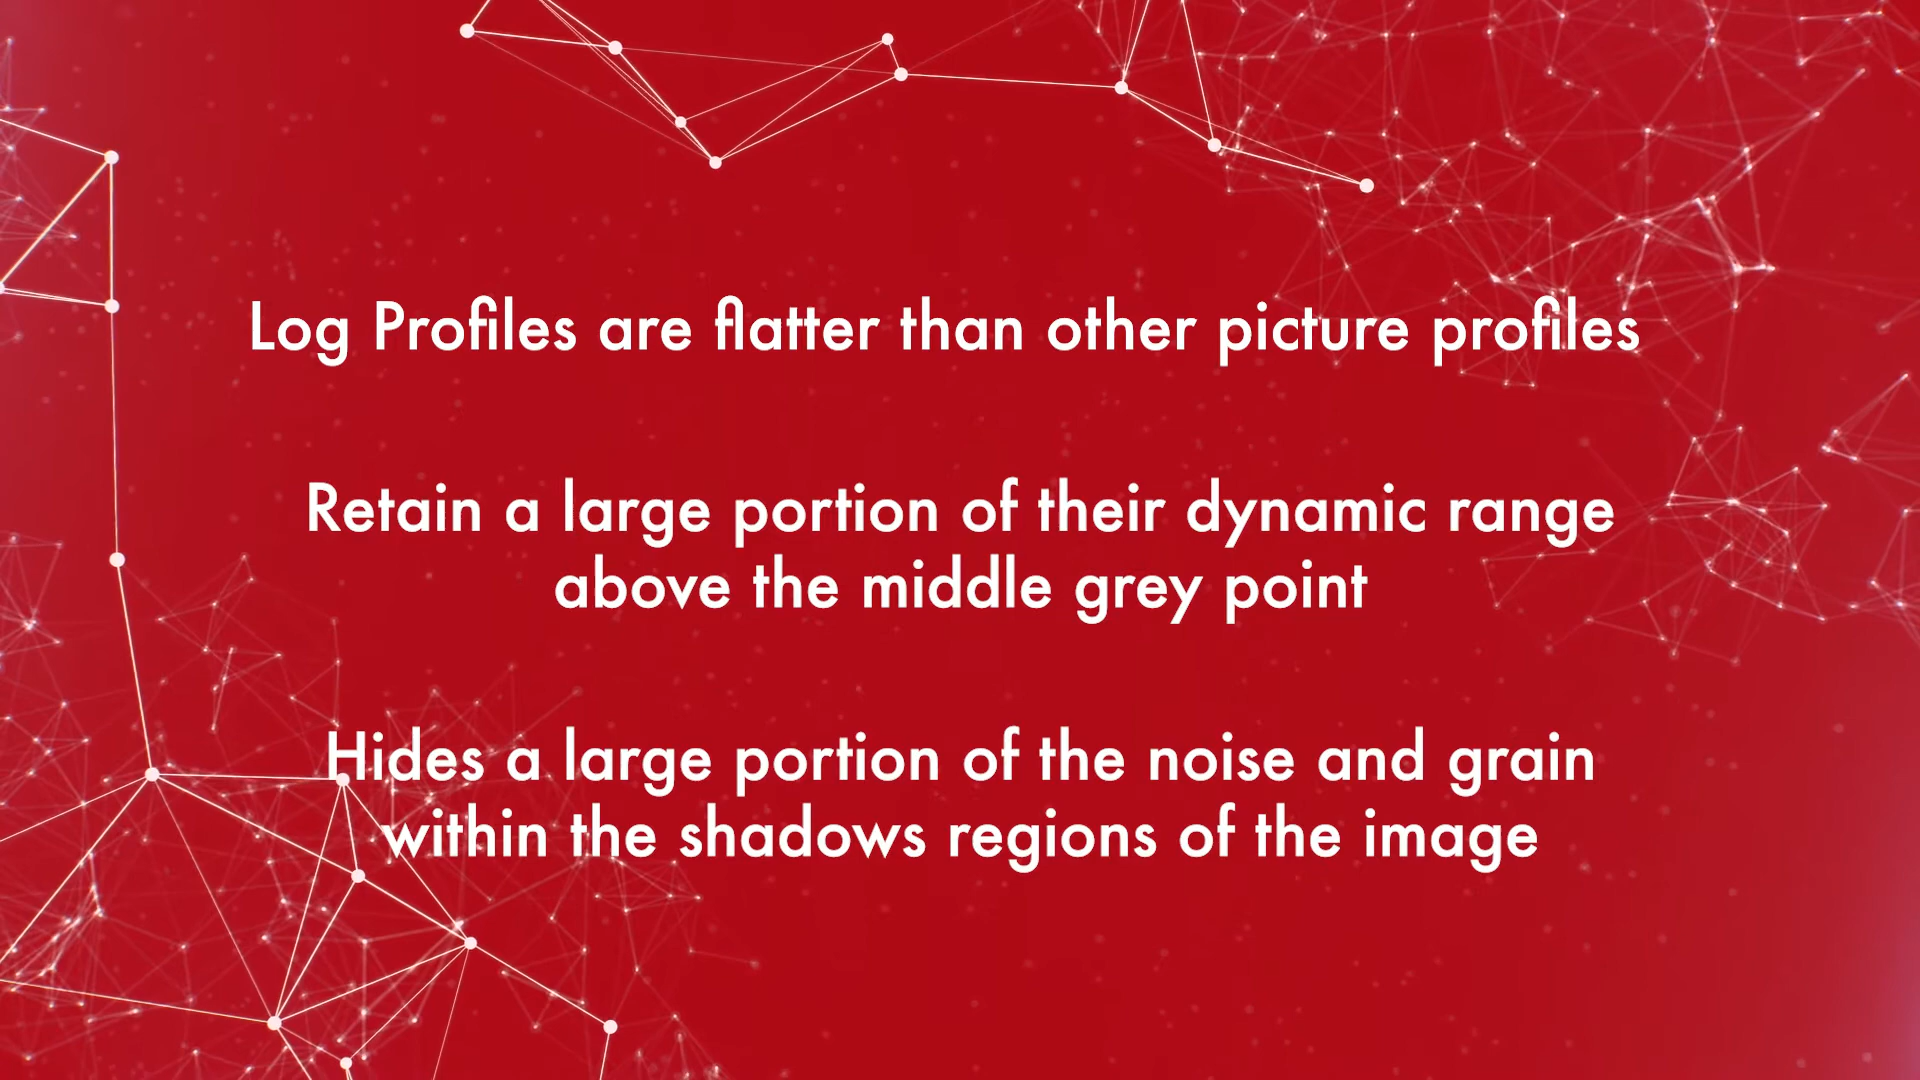 Log Profiles are flatter than other picture profiles
Retain a large portion of their dynamic range
above the middle grey point
Hides a large portion of the noise and grain
within the shadows regions of the image